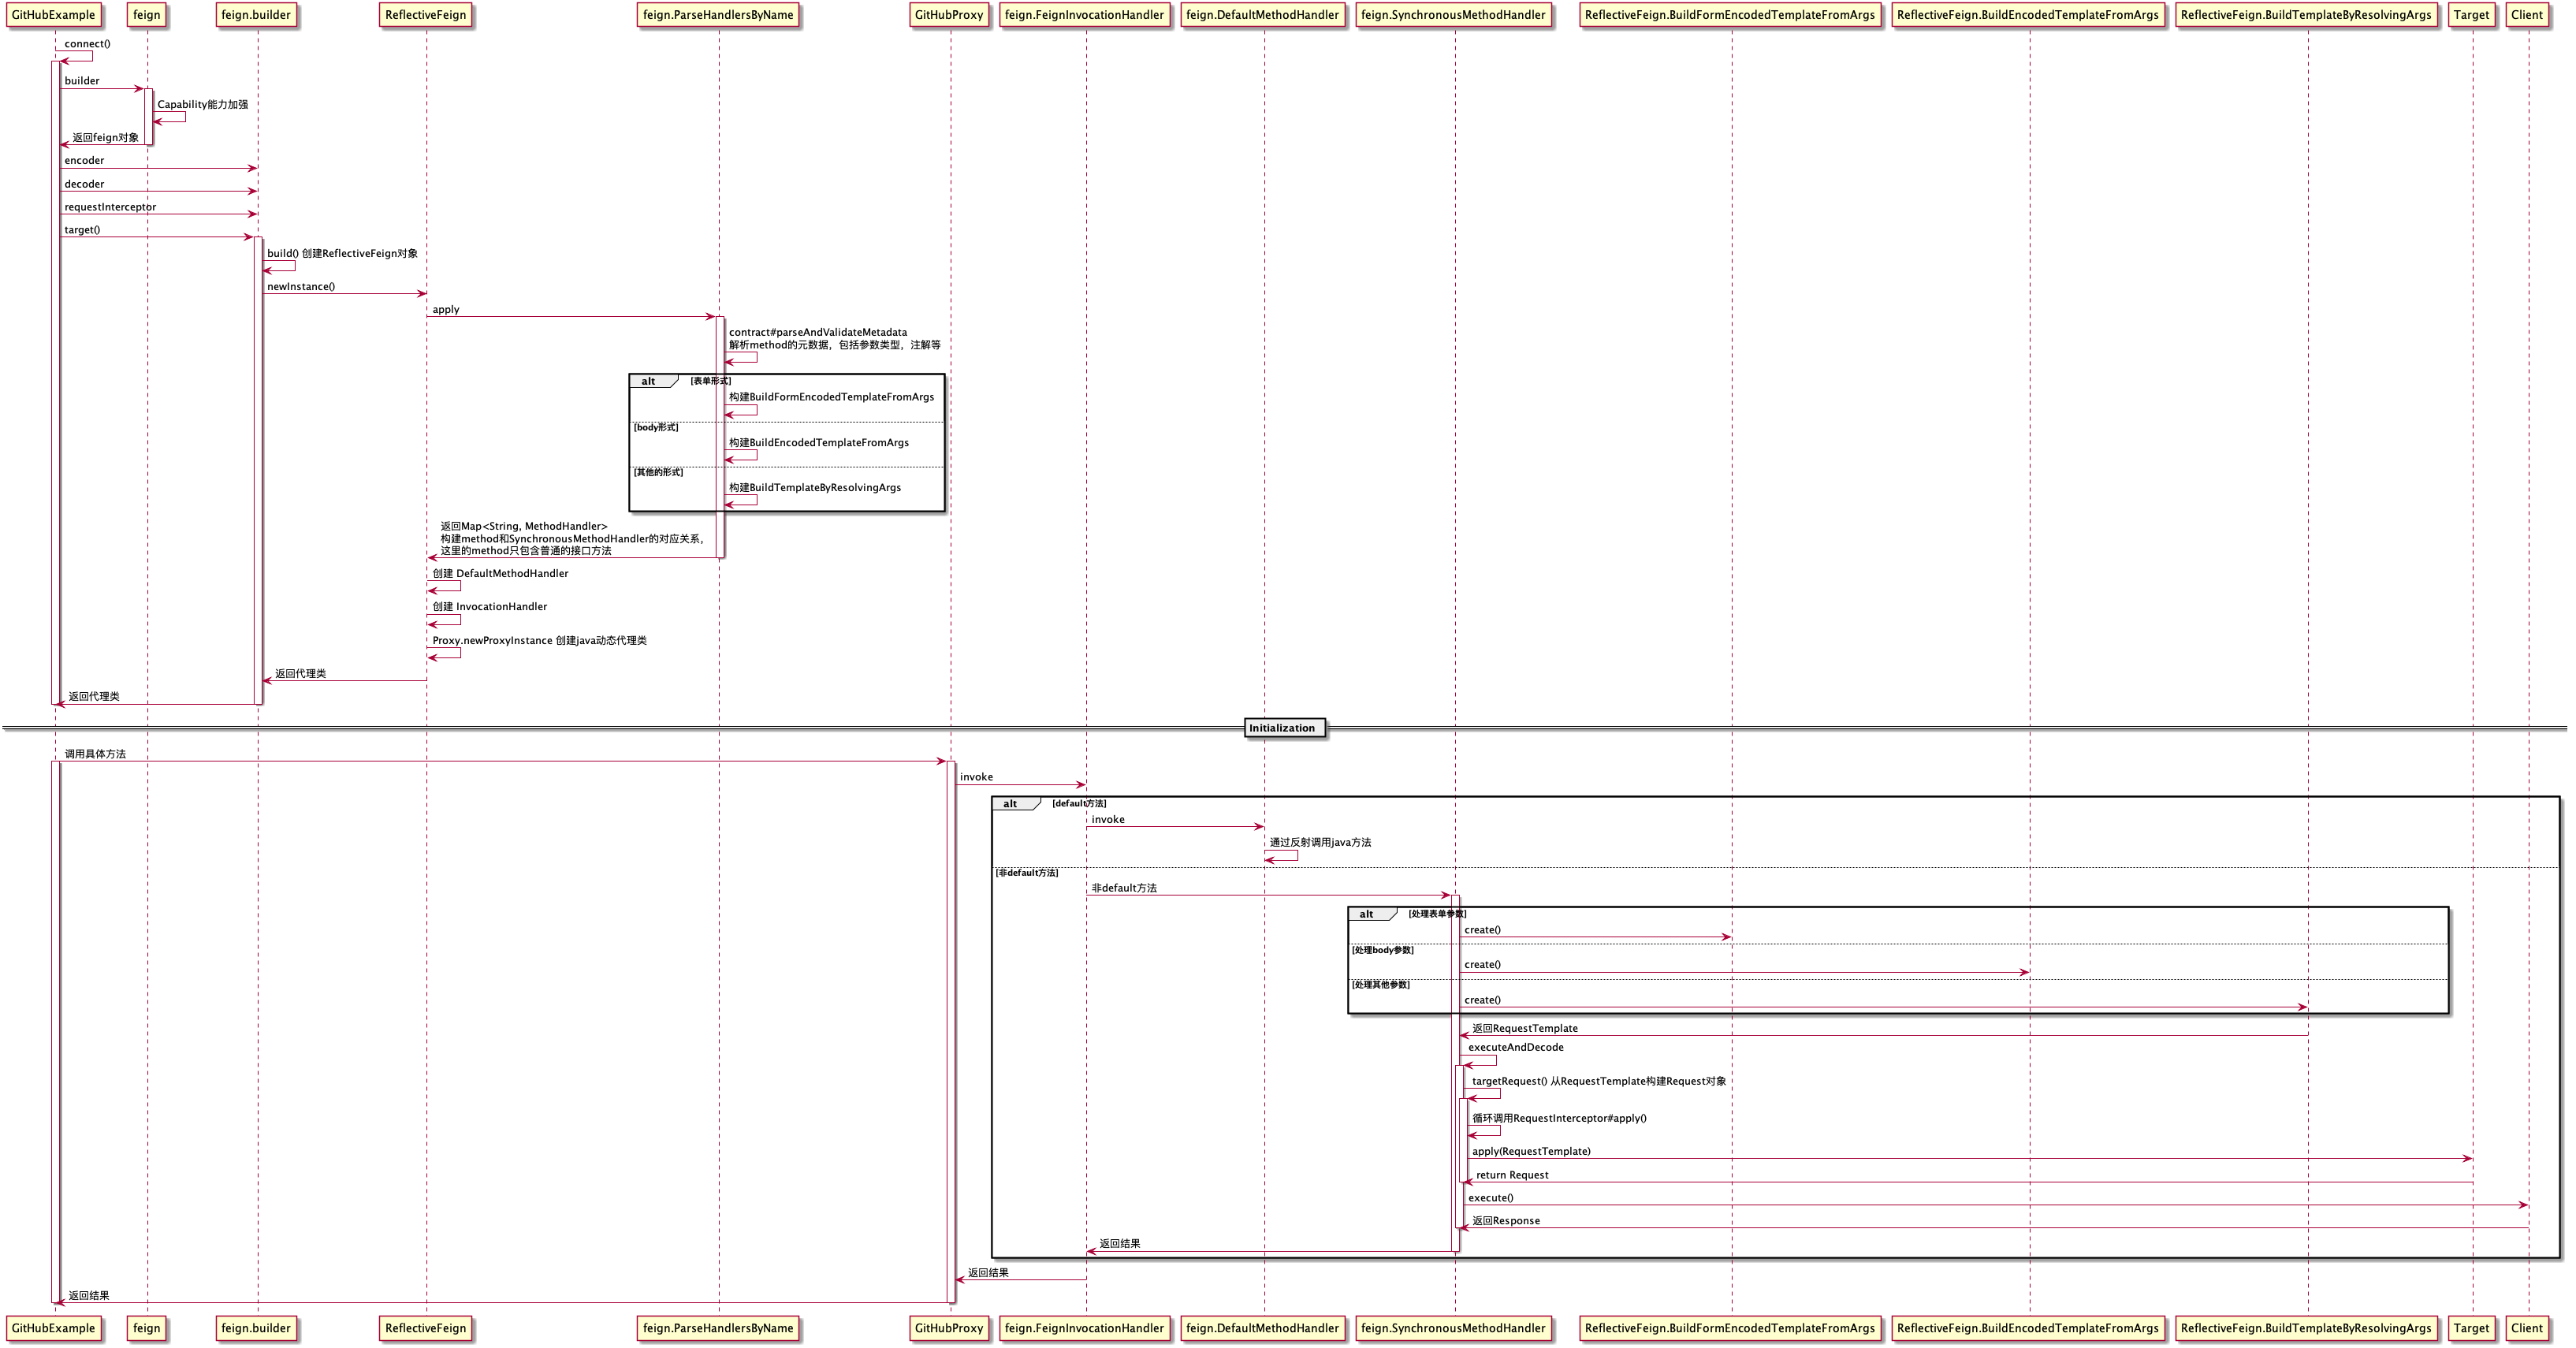 GitHubExample
feign
feign.builder
ReflectiveFeign
feign.ParseHandlersByName
GitHubProxy
feign.FeignInvocationHandler
feign.DefaultMethodHandler
feign.SynchronousMethodHandler
ReflectiveFeign.BuildFormEncodedTemplateFromArgs
ReflectiveFeign.BuildEncodedTemplateFromArgs
ReflectiveFeign.BuildTemplateByResolvingArgs
Target
Client
connect()
builder
Capability能力加强
返回feign对象
encoder
decoder
requestInterceptor
target()
build() 创建ReflectiveFeign对象
newInstance()
apply
contract#parseAndValidateMetadata
解析method的元数据，包括参数类型，注解等
alt
[表单形式]
构建BuildFormEncodedTemplateFromArgs
[body形式]
构建BuildEncodedTemplateFromArgs
[其他的形式]
构建BuildTemplateByResolvingArgs
返回Map<String, MethodHandler>
构建method和SynchronousMethodHandler的对应关系，
这里的method只包含普通的接口方法
创建 DefaultMethodHandler
创建 InvocationHandler
Proxy.newProxyInstance 创建java动态代理类
返回代理类
返回代理类
Initialization
调用具体方法
invoke
alt
[default方法]
invoke
通过反射调用java方法
[非default方法]
非default方法
alt
[处理表单参数]
create()
[处理body参数]
create()
[处理其他参数]
create()
返回RequestTemplate
executeAndDecode
targetRequest() 从RequestTemplate构建Request对象
循环调用RequestInterceptor#apply()
apply(RequestTemplate)
return Request
execute()
返回Response
返回结果
返回结果
返回结果
GitHubExample
feign
feign.builder
ReflectiveFeign
feign.ParseHandlersByName
GitHubProxy
feign.FeignInvocationHandler
feign.DefaultMethodHandler
feign.SynchronousMethodHandler
ReflectiveFeign.BuildFormEncodedTemplateFromArgs
ReflectiveFeign.BuildEncodedTemplateFromArgs
ReflectiveFeign.BuildTemplateByResolvingArgs
Target
Client